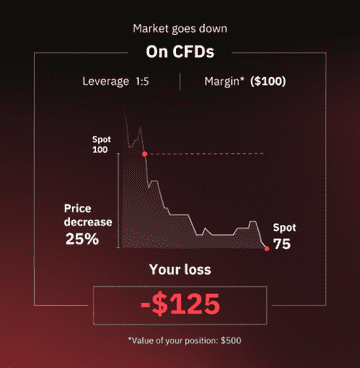 Market goes down
On CFDs
Leverage 1:5
Margin* ($100)
Spot
100
Price
decrease
25%
Spot
75
Your loss
-$125
*Value of your position: $500